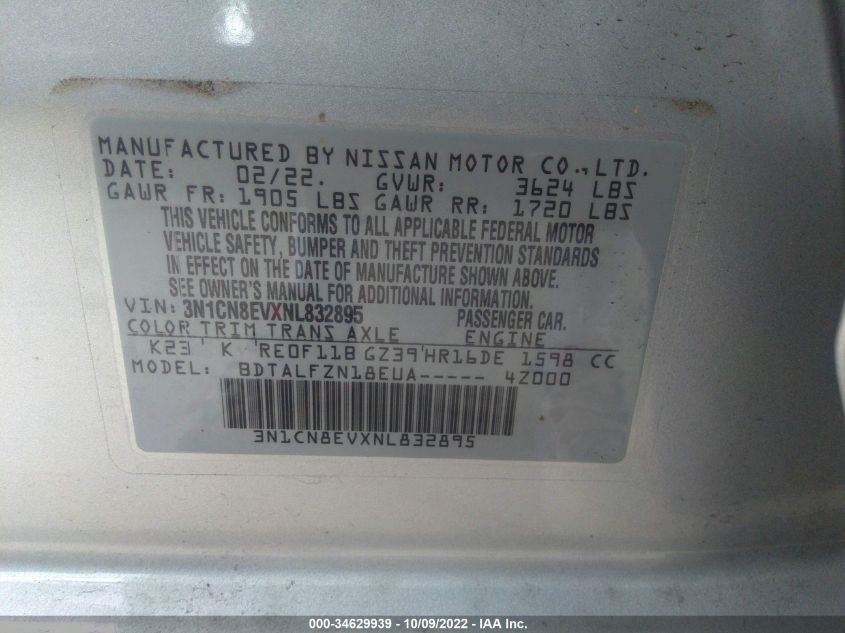 MANUFACTURED BY NISSAN MOTOR CO., LTD.
DATE: 02/22. GVWR: 3624 LBS
GAWR FR: 1905 LBS GAWR RR: 1720 LBS
THIS VEHICLE CONFORMS TO ALL APPLICABLE FEDERAL MOTOR
VEHICLE SAFETY, BUMPER AND THEFT PREVENTION STANDARDS
IN EFFECT ON THE DATE OF MANUFACTURE SHOWN ABOVE.
SEE OWNER'S MANUAL FOR ADDITIONAL INFORMATION.
VIN: 3N1CN8EVXNL832895 PASSENGER CAR.
COLOR TRIM TRANS AXLE ENGINE
K23 ' K 'RE0F11B GZ39'HR16DE 1598 CC
MODEL: BDTALFZN18EUA----- 4Z000
3N1CN8EVXNL832895
000-34629939 - 10/09/2022 - IAA Inc.